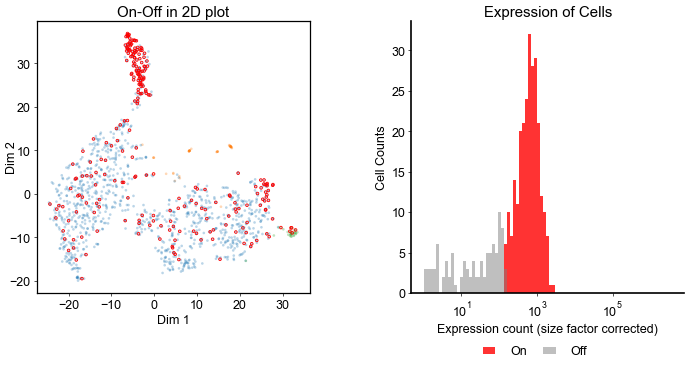 On-Off in 2D plot
30
20
10
0
−10
−20
−20 −10 0 10 20 30
Dim 2
Dim 1
Expression of Cells
30
25
20
15
10
5
0
10^1 10^3 10^5
Cell Counts
Expression count (size factor corrected)
On Off